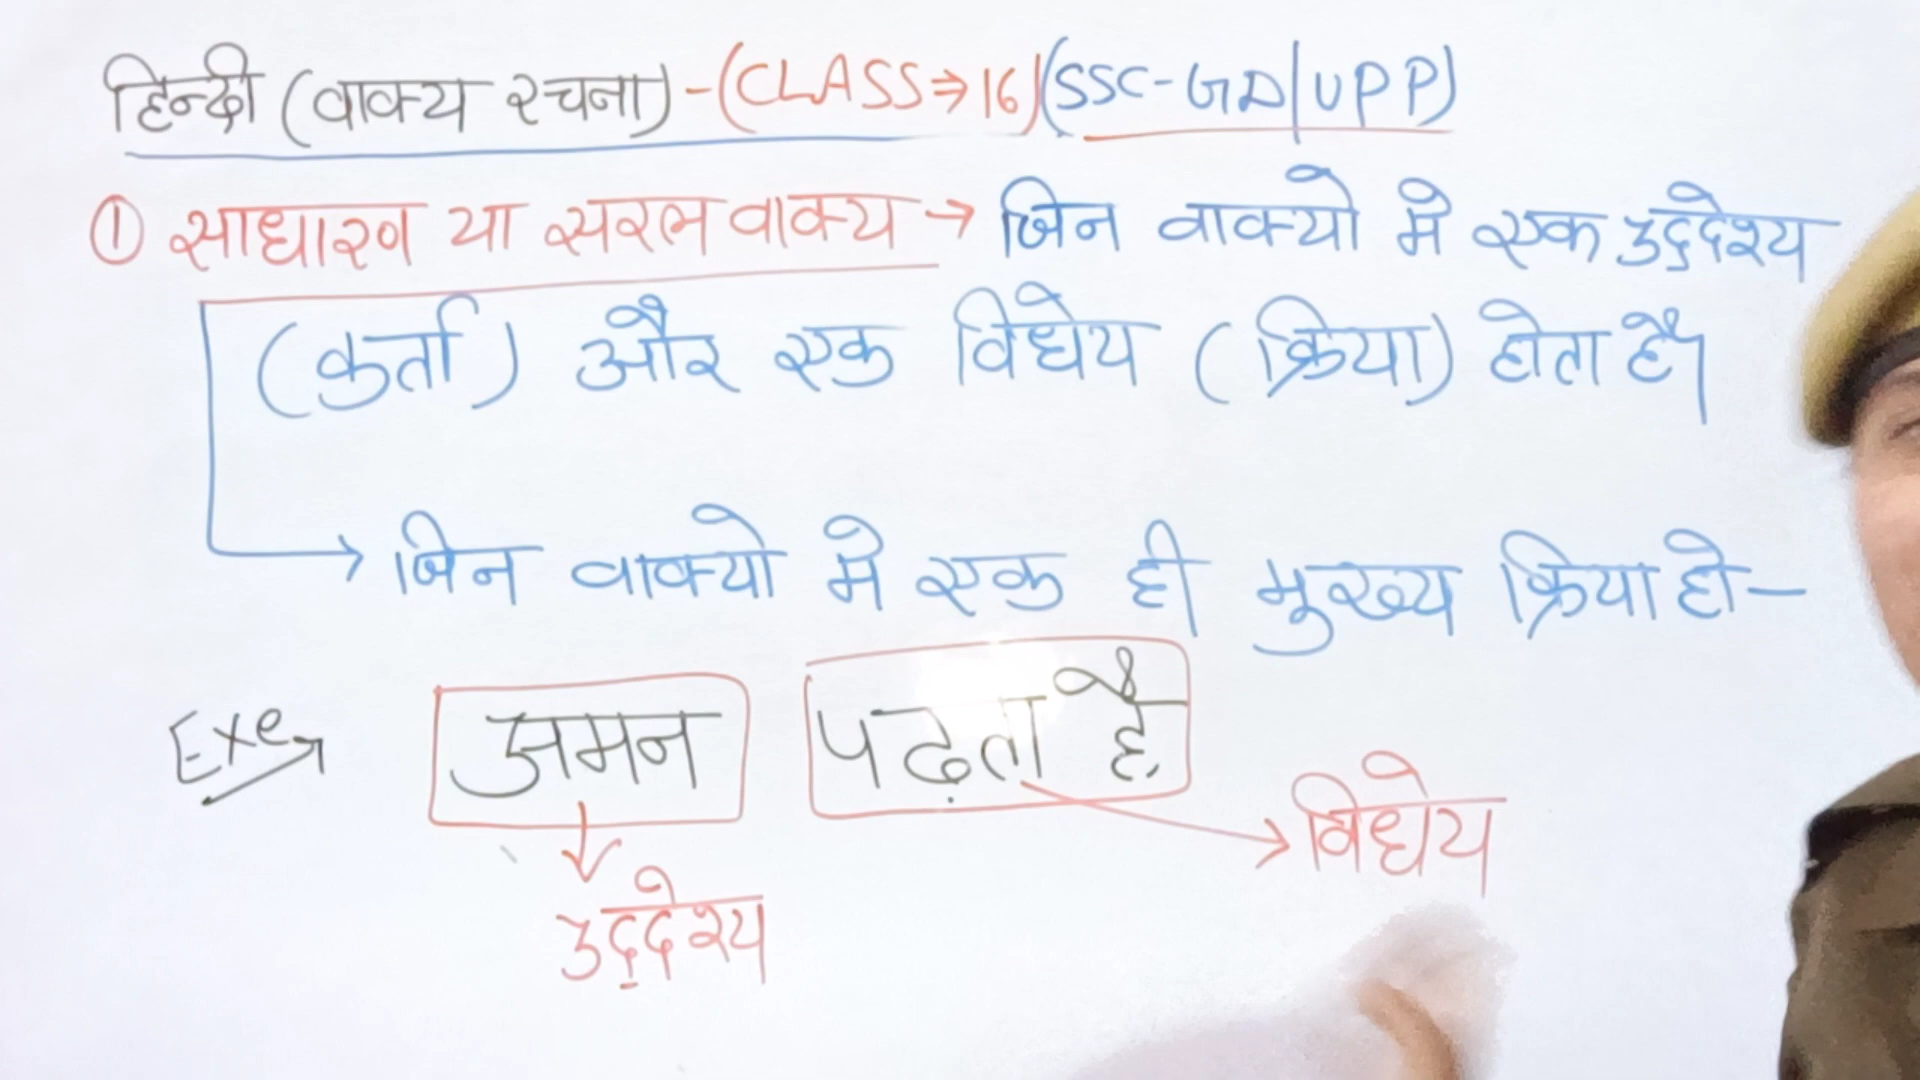 हिन्दी (वाक्य रचना) - (CLASS ⇒ 16) (SSC-GD|UPP)
① साधारण या सरल वाक्य → जिन वाक्यो मे एक उद्देश्य
(कर्ता) और एक विधेय (क्रिया) होता है।
→ जिन वाक्यो मे एक ही मुख्य क्रिया हो-
Exe→ अमन पढ़ता है
विधेय
उद्देश्य